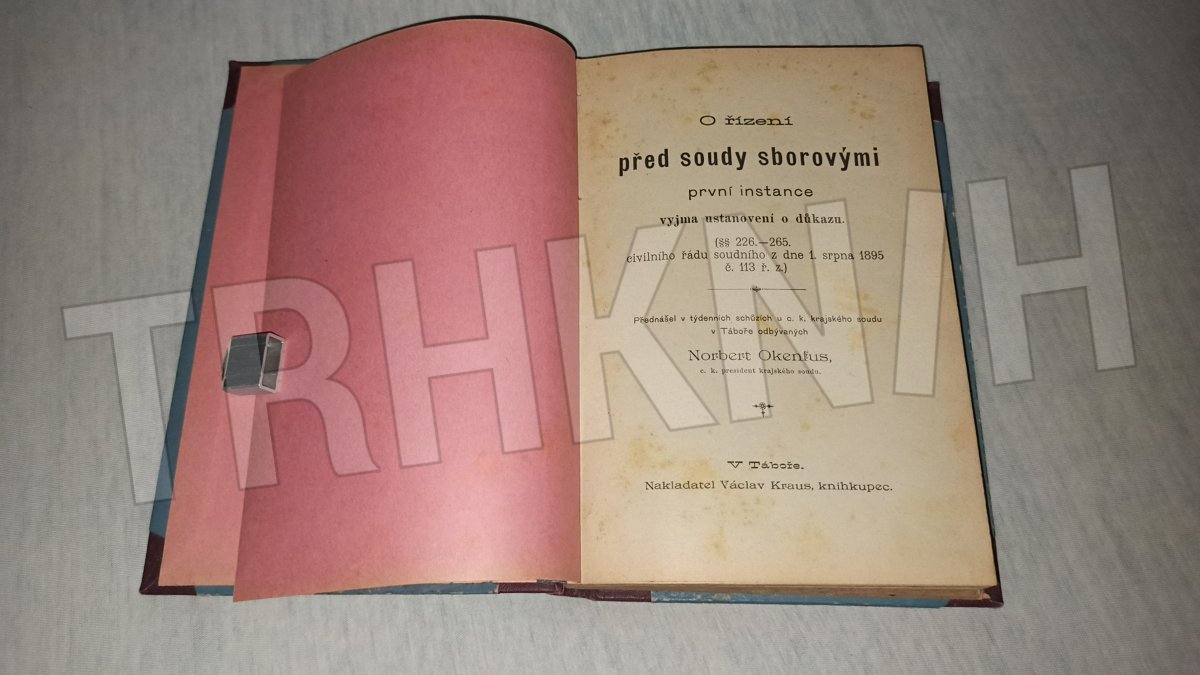 O řízení
před soudy sborovými
první instance
vyjma ustanovení o důkazu.
(§§ 226.—265.
civilního řádu soudního z dne 1. srpna 1895
č. 113 ř. z.)
Přednášel v týdenních schůzích u c. k. krajského soudu
v Táboře odbývaných
Norbert Okenfus,
c. k. president krajského soudu.
V Táboře.
Nakladatel Václav Kraus, knihkupec.
TRHKNIH